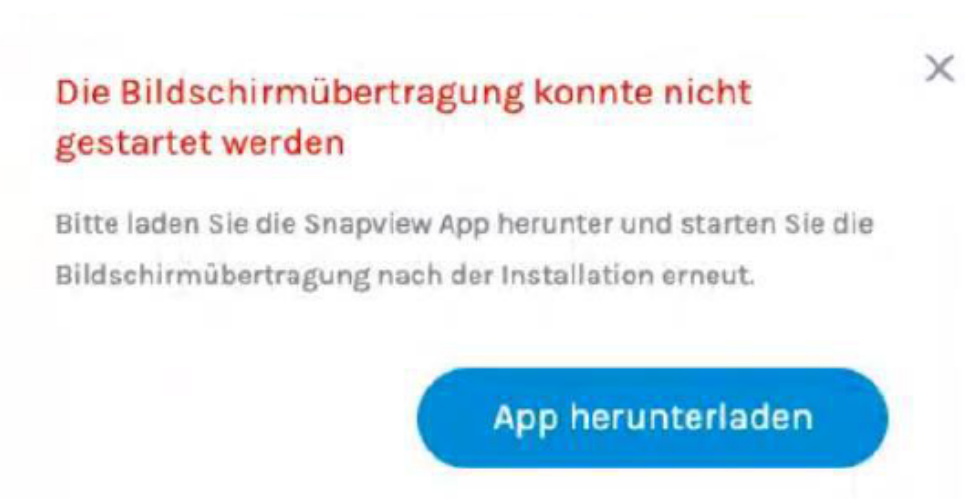 Die Bildschirmübertragung konnte nicht
gestartet werden
Bitte laden Sie die Snapview App herunter und starten Sie die
Bildschirmübertragung nach der Installation erneut.
App herunterladen